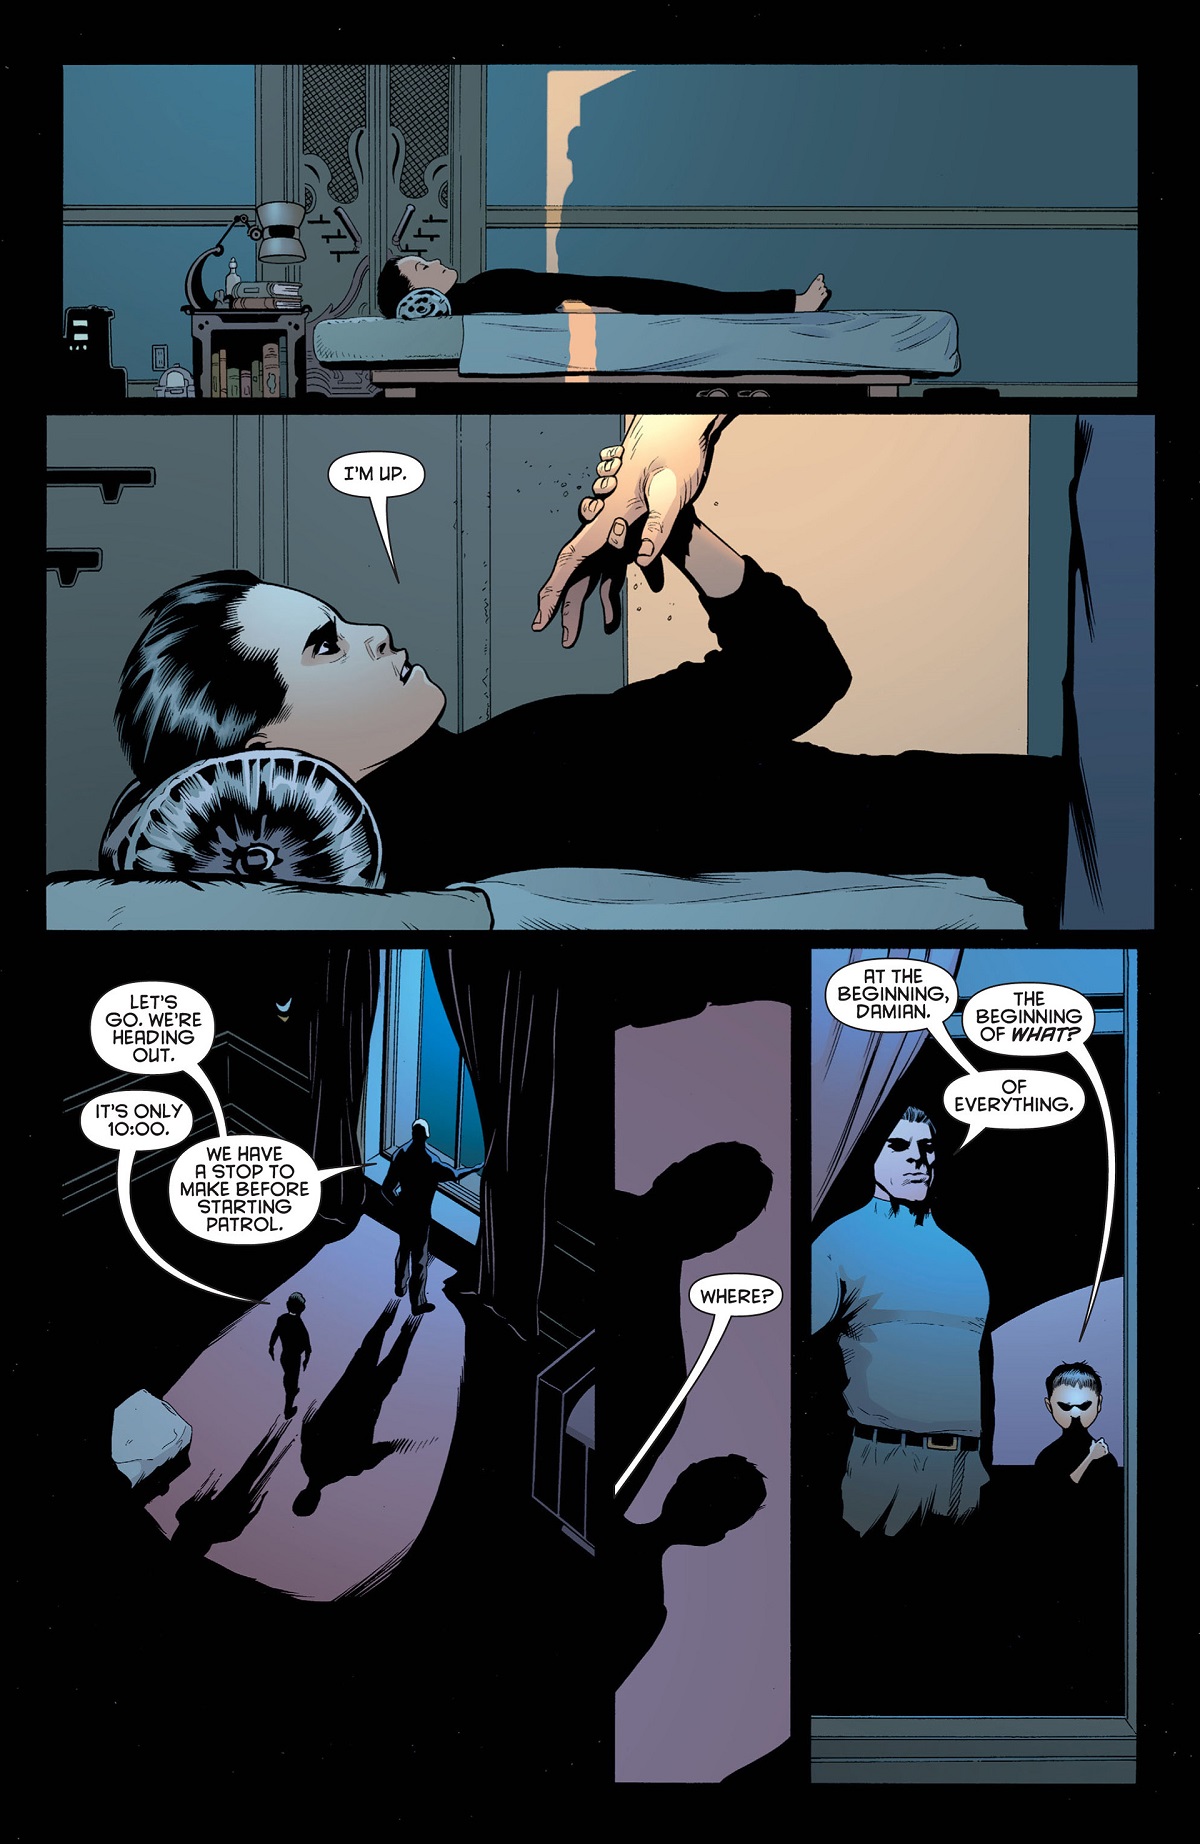 I'M UP.
LET'S
GO. WE'RE
HEADING
OUT.
IT'S ONLY
10:00.
WE HAVE
A STOP TO
MAKE BEFORE
STARTING
PATROL.
WHERE?
AT THE
BEGINNING,
DAMIAN.
THE
BEGINNING
OF WHAT?
OF
EVERYTHING.